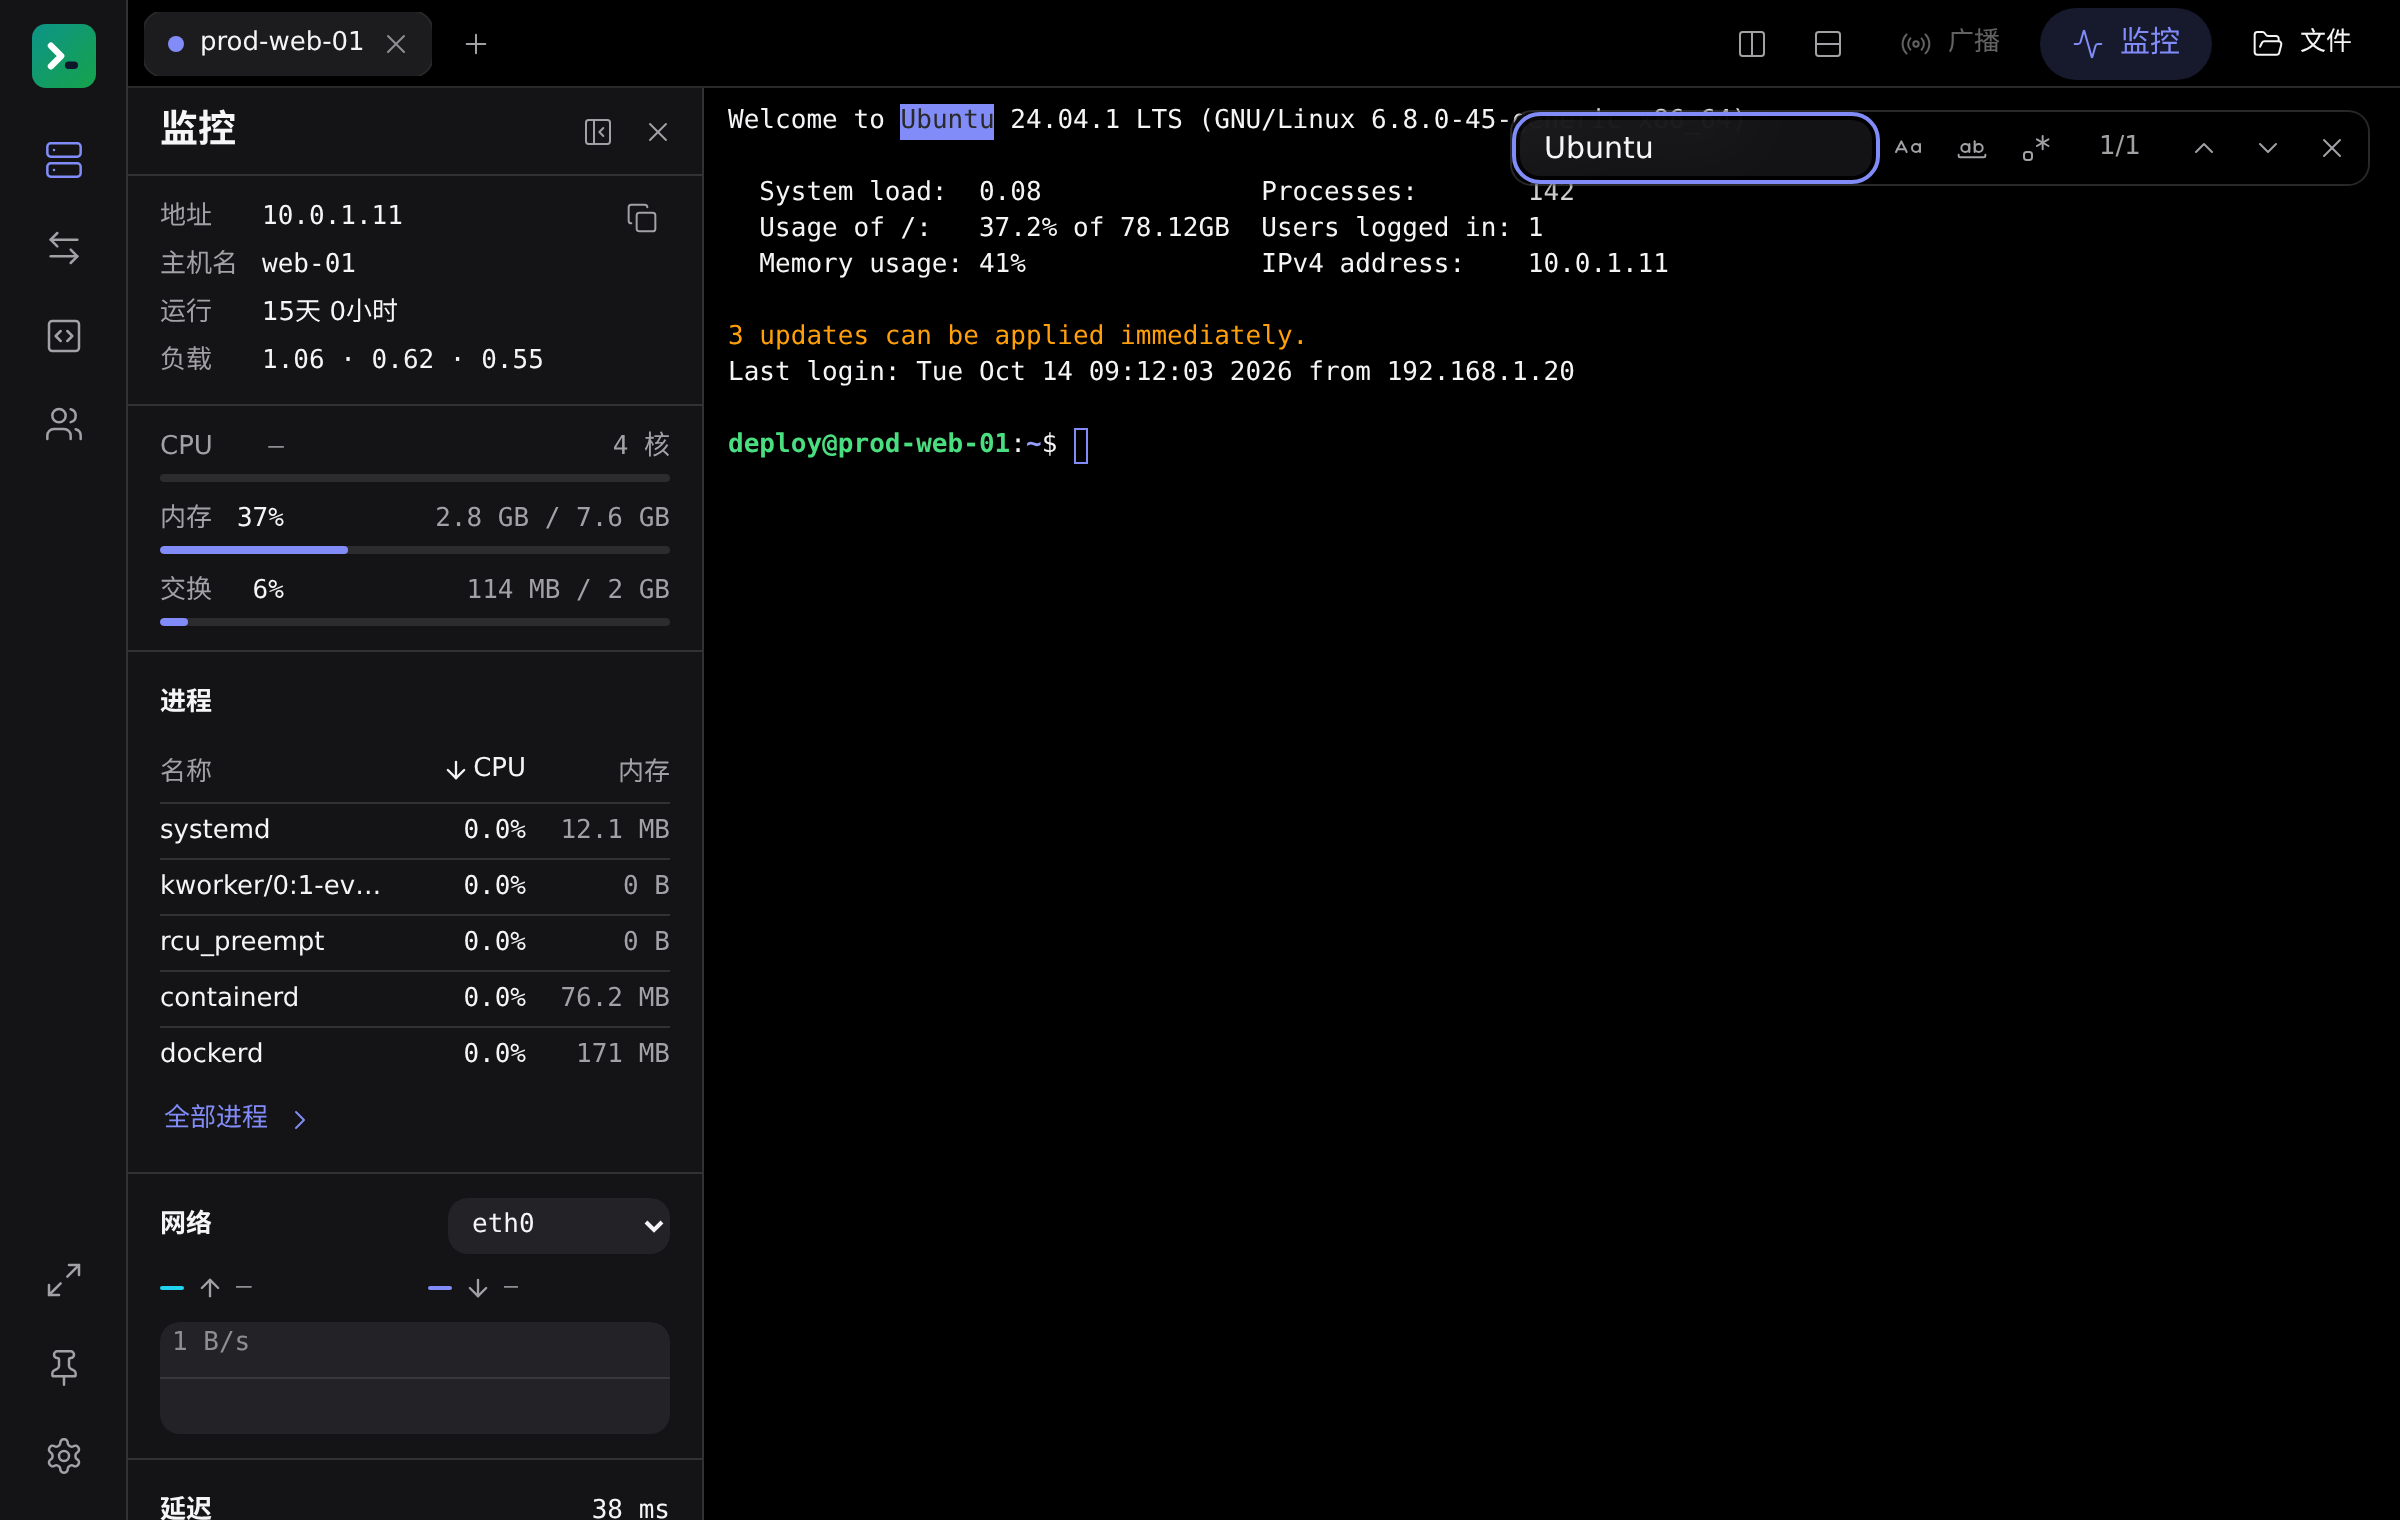 prod-web-01
广播
监控
文件
监控
地址 10.0.1.11
主机名 web-01
运行 15天 0小时
负载 1.06 · 0.62 · 0.55
CPU — 4 核
内存 37% 2.8 GB / 7.6 GB
交换 6% 114 MB / 2 GB
进程
名称 ↓ CPU 内存
systemd 0.0% 12.1 MB
kworker/0:1-ev… 0.0% 0 B
rcu_preempt 0.0% 0 B
containerd 0.0% 76.2 MB
dockerd 0.0% 171 MB
全部进程
网络 eth0
↑ — ↓ —
1 B/s
延迟 38 ms
Welcome to Ubuntu 24.04.1 LTS (GNU/Linux 6.8.0-45-
Ubuntu Aa ab .* 1/1
System load: 0.08 Processes: 142
Usage of /: 37.2% of 78.12GB Users logged in: 1
Memory usage: 41% IPv4 address: 10.0.1.11
3 updates can be applied immediately.
Last login: Tue Oct 14 09:12:03 2026 from 192.168.1.20
deploy@prod-web-01:~$